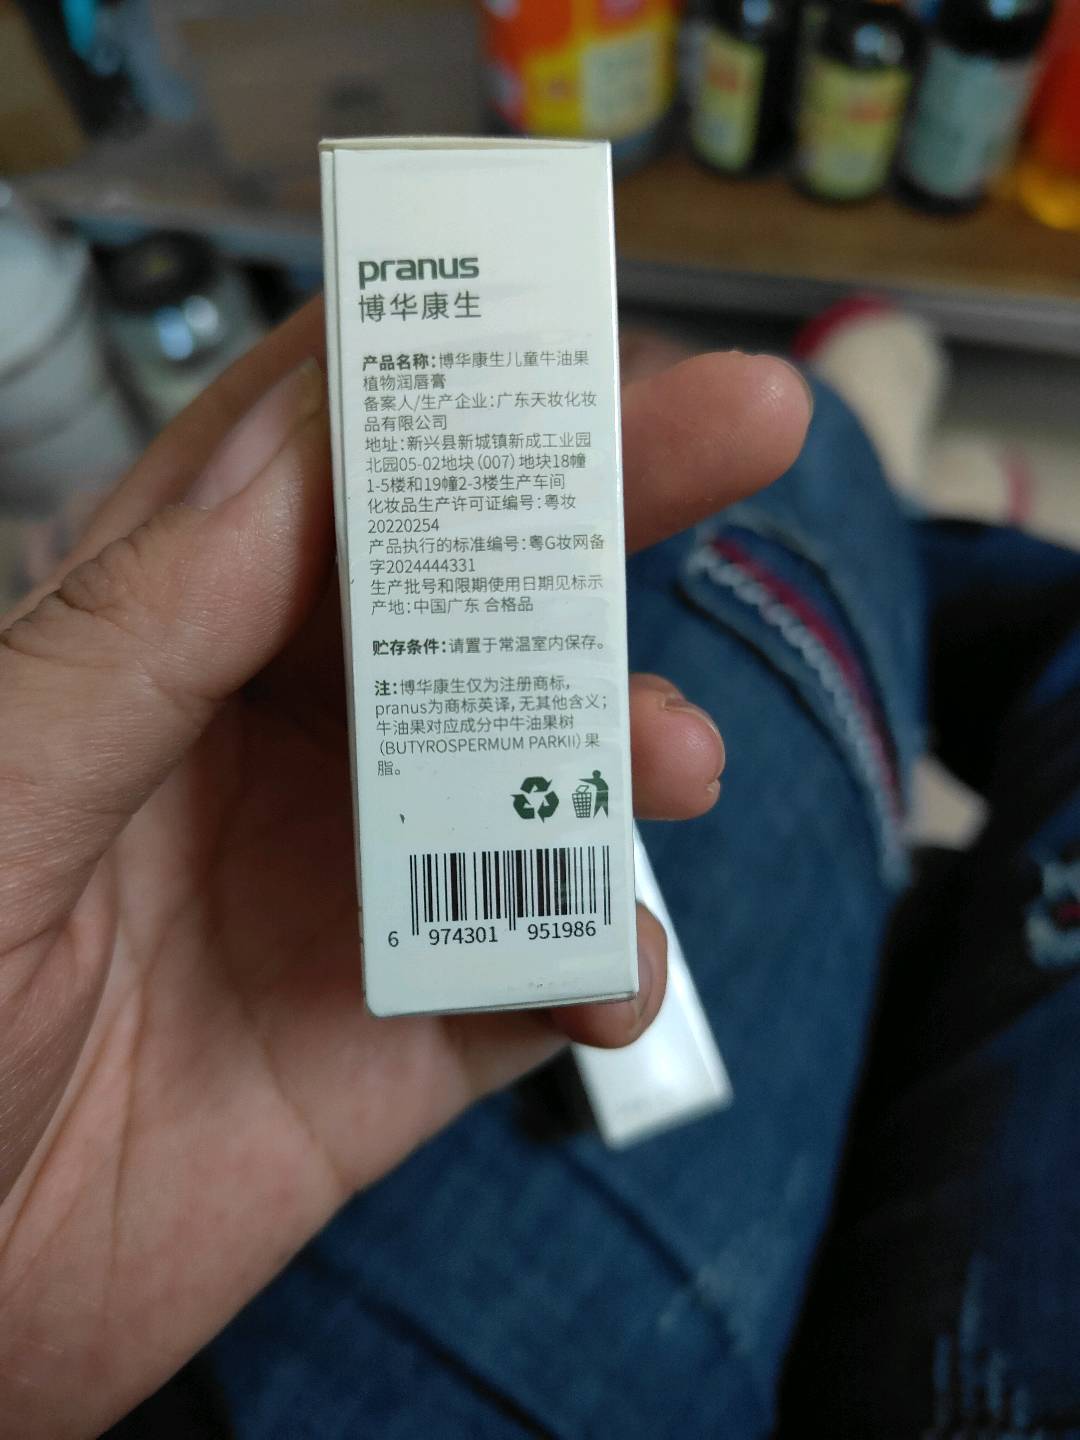 pranus
博华康生
产品名称：博华康生儿童牛油果
植物润唇膏
备案人/生产企业：广东天妆化妆
品有限公司
地址：新兴县新城镇新成工业园
北园05-02地块（007）地块18幢
1-5楼和19幢2-3楼生产车间
化妆品生产许可证编号：粤妆
20220254
产品执行的标准编号：粤G妆网备
字2024444331
生产批号和限期使用日期见标示
产地：中国广东 合格品
贮存条件：请置于常温室内保存。
注：博华康生仅为注册商标，
pranus为商标英译，无其他含义；
牛油果对应成分中牛油果树
（BUTYROSPERMUM PARKII）果
脂。
6 974301 951986